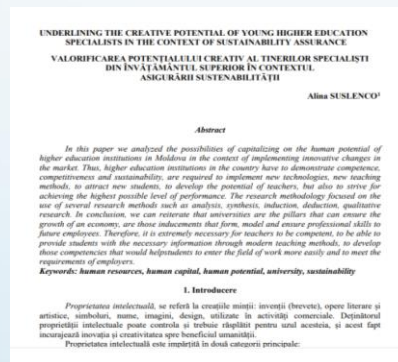 UNDERLINING THE CREATIVE POTENTIAL OF YOUNG HIGHER EDUCATION
SPECIALISTS IN THE CONTEXT OF SUSTAINABILITY ASSURANCE
VALORIFICAREA POTENȚIALULUI CREATIV AL TINERILOR SPECIALIȘTI
DIN ÎNVĂȚĂMÂNTUL SUPERIOR ÎN CONTEXTUL
ASIGURĂRII SUSTENABILITĂȚII
Alina SUSLENCO¹
Abstract
In this paper we analyzed the possibilities of capitalizing on the human potential of
higher education institutions in Moldova in the context of implementing innovative changes in
the market. Thus, higher education institutions in the country have to demonstrate competence,
competitiveness and sustainability, are required to implement new technologies, new teaching
methods, to attract new students, to develop the potential of teachers, but also to strive for
achieving the highest possible level of performance. The research methodology focused on the
use of several research methods such as analysis, synthesis, induction, deduction, qualitative
research. In conclusion, we can reiterate that universities are the pillars that can ensure the
growth of an economy, are those inducements that form, model and ensure professional skills to
future employees. Therefore, it is extremely necessary for teachers to be competent, to be able to
provide students with the necessary information through modern teaching methods, to develop
those competencies that would helpstudents to enter the field of work more easily and to meet the
requirements of employers.
Keywords: human resources, human capital, human potential, university, sustainability
1. Introducere
Proprietatea intelectuală, se referă la creațiile minții: invenții (brevete), opere literare și
artistice, simboluri, nume, imagini, design, utilizate în activități comerciale. Deținătorul
proprietății intelectuale poate controla și trebuie răsplătit pentru uzul acesteia, și acest fapt
încurajează inovația și creativitatea spre beneficiul umanității.
Proprietatea intelectuală este împărțită în două categorii principale: